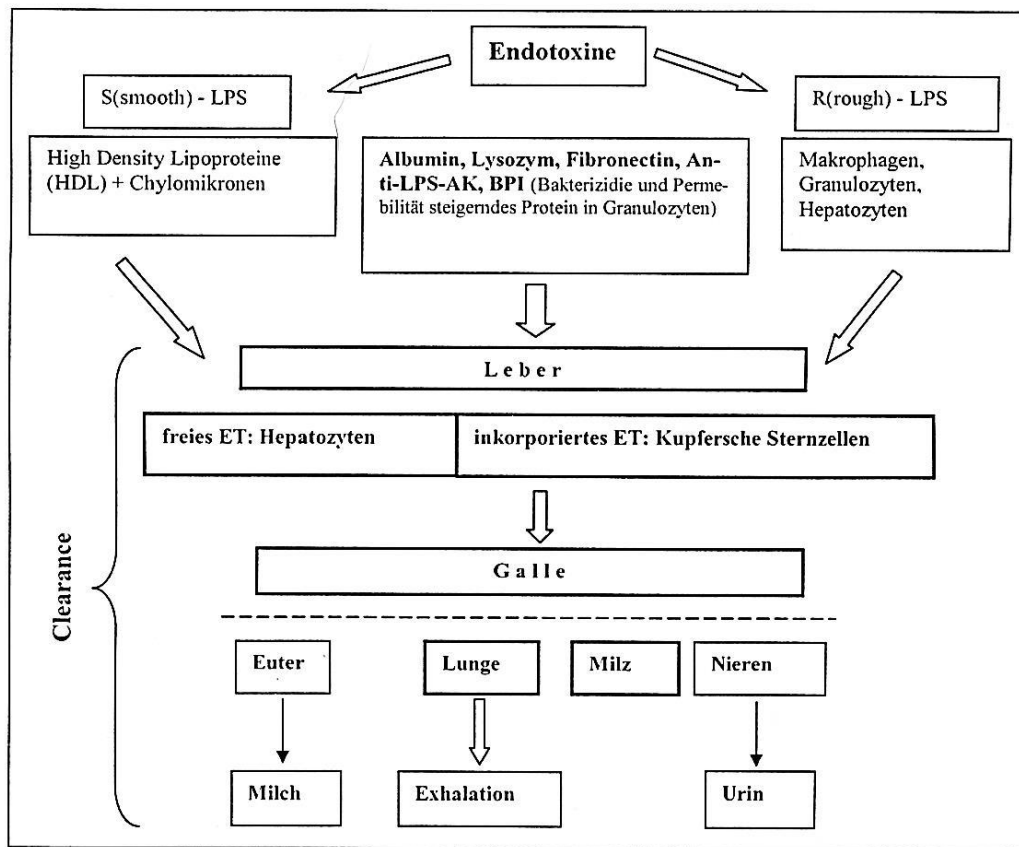 Endotoxine
S(smooth) - LPS
R(rough) - LPS
High Density Lipoproteine
(HDL) + Chylomikronen
Albumin, Lysozym, Fibronectin, An-
ti-LPS-AK, BPI (Bakterizidie und Perme-
bilität steigerndes Protein in Granulozyten)
Makrophagen,
Granulozyten,
Hepatozyten
Leber
freies ET: Hepatozyten
inkorporiertes ET: Kupfersche Sternzellen
Galle
Clearance
Euter
Lunge
Milz
Nieren
Milch
Exhalation
Urin